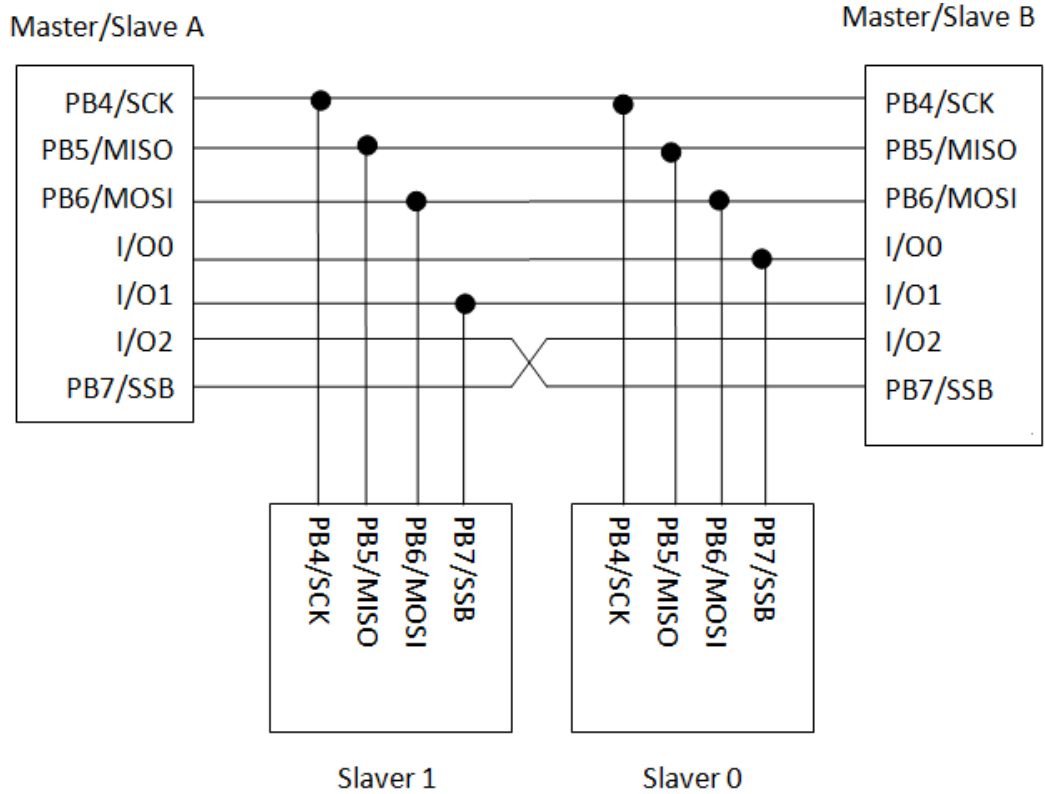 Master/Slave A
Master/Slave B
PB4/SCK
PB5/MISO
PB6/MOSI
I/O0
I/O1
I/O2
PB7/SSB
PB4/SCK
PB5/MISO
PB6/MOSI
I/O0
I/O1
I/O2
PB7/SSB
PB4/SCK
PB5/MISO
PB6/MOSI
PB7/SSB
PB4/SCK
PB5/MISO
PB6/MOSI
PB7/SSB
Slaver 1
Slaver 0